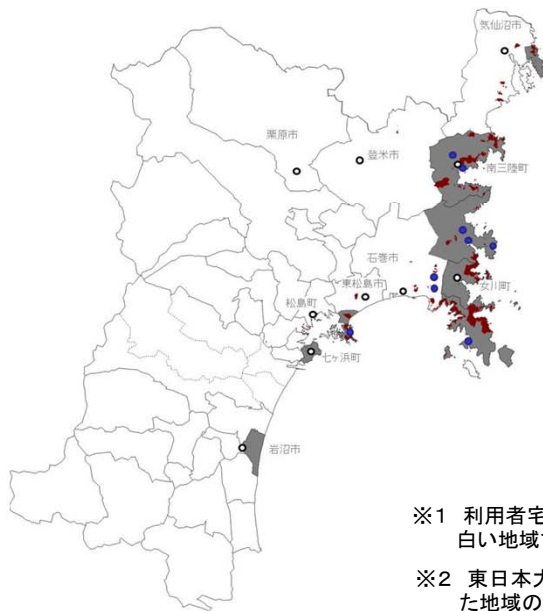 気仙沼市
栗原市
登米市
南三陸町
石巻市
東松島市
女川町
松島町
七ヶ浜町
岩沼市
※1 利用者宅
白い地域
※2 東日本大
た地域の